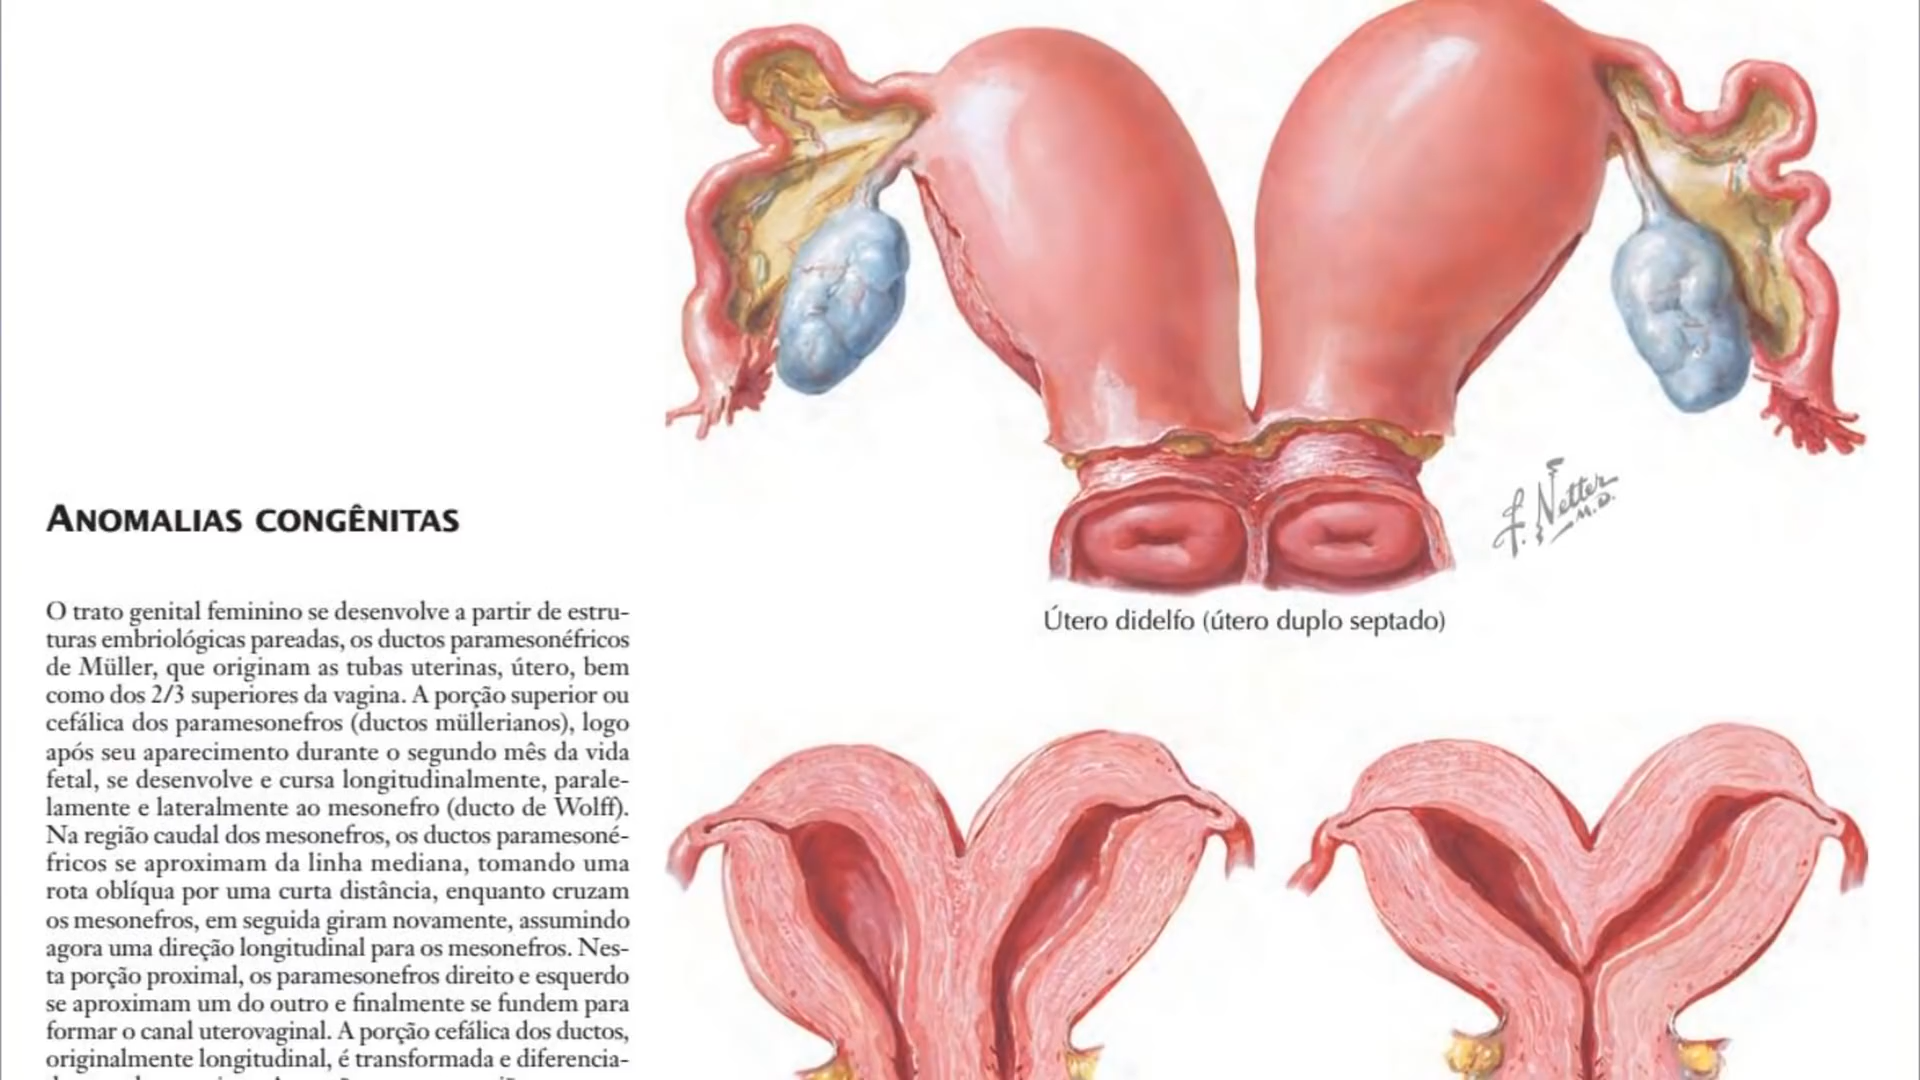 ANOMALIAS CONGÊNITAS
O trato genital feminino se desenvolve a partir de estru-
turas embriológicas pareadas, os ductos paramesonéfricos
de Müller, que originam as tubas uterinas, útero, bem
como dos 2/3 superiores da vagina. A porção superior ou
cefálica dos paramesonefros (ductos müllerianos), logo
após seu aparecimento durante o segundo mês da vida
fetal, se desenvolve e cursa longitudinalmente, parale-
lamente e lateralmente ao mesonefro (ducto de Wolff).
Na região caudal dos mesonefros, os ductos paramesoné-
fricos se aproximam da linha mediana, tomando uma
rota oblíqua por uma curta distância, enquanto cruzam
os mesonefros, em seguida giram novamente, assumindo
agora uma direção longitudinal para os mesonefros. Nes-
ta porção proximal, os paramesonefros direito e esquerdo
se aproximam um do outro e finalmente se fundem para
formar o canal uterovaginal. A porção cefálica dos ductos,
originalmente longitudinal, é transformada e diferencia-
F. Netter
M.D.
Útero didelfo (útero duplo septado)